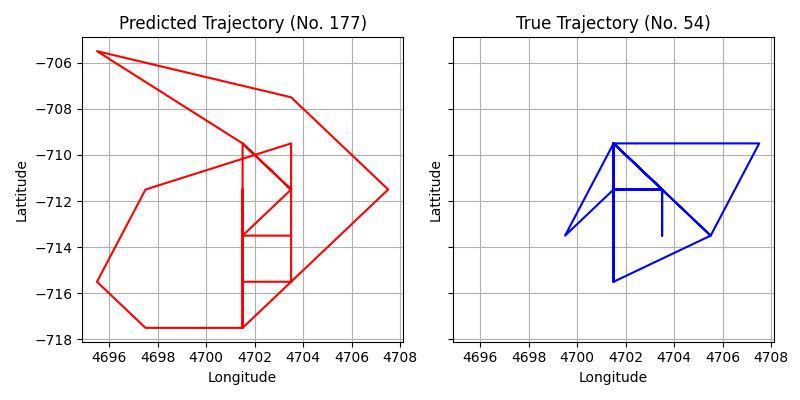 Predicted Trajectory (No. 177)
True Trajectory (No. 54)
Lattitude
−706
−708
−710
−712
−714
−716
−718
4696 4698 4700 4702 4704 4706 4708
Longitude
Lattitude
4696 4698 4700 4702 4704 4706 4708
Longitude